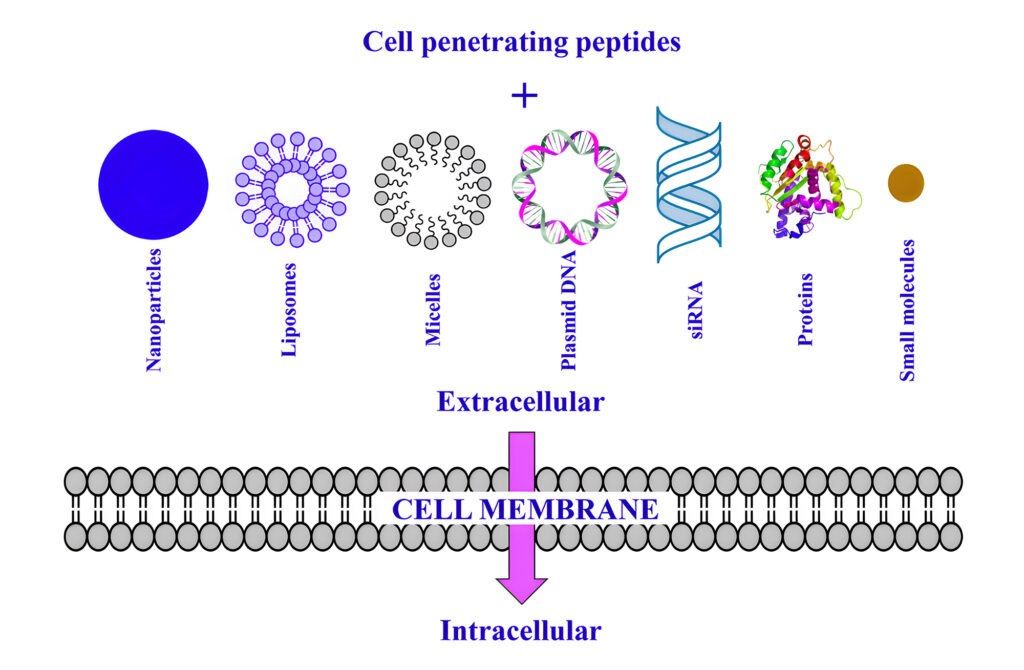 Cell penetrating peptides
+
Nanoparticles
Liposomes
Micelles
Plasmid DNA
siRNA
Proteins
Small molecules
Extracellular
CELL MEMBRANE
Intracellular